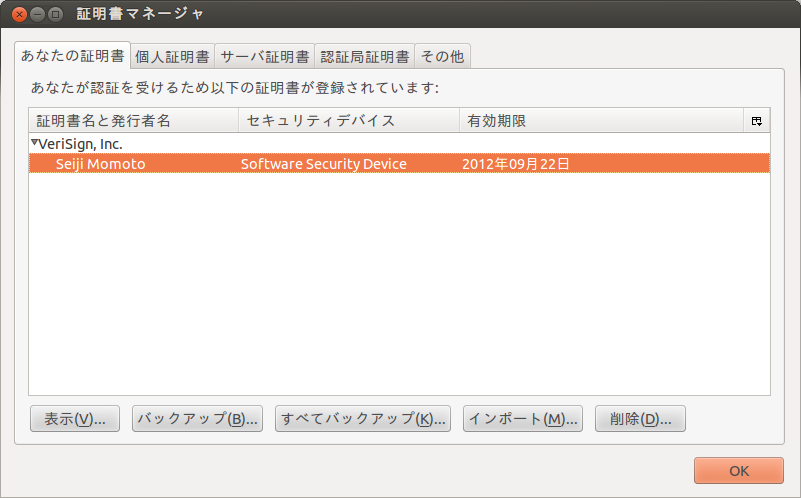 証明書マネージャ
あなたの証明書 個人証明書 サーバ証明書 認証局証明書 その他
あなたが認証を受けるため以下の証明書が登録されています:
証明書名と発行者名 セキュリティデバイス 有効期限
VeriSign, Inc.
Seiji Momoto Software Security Device 2012年09月22日
表示(V)... バックアップ(B)... すべてバックアップ(K)... インポート(M)... 削除(D)...
OK